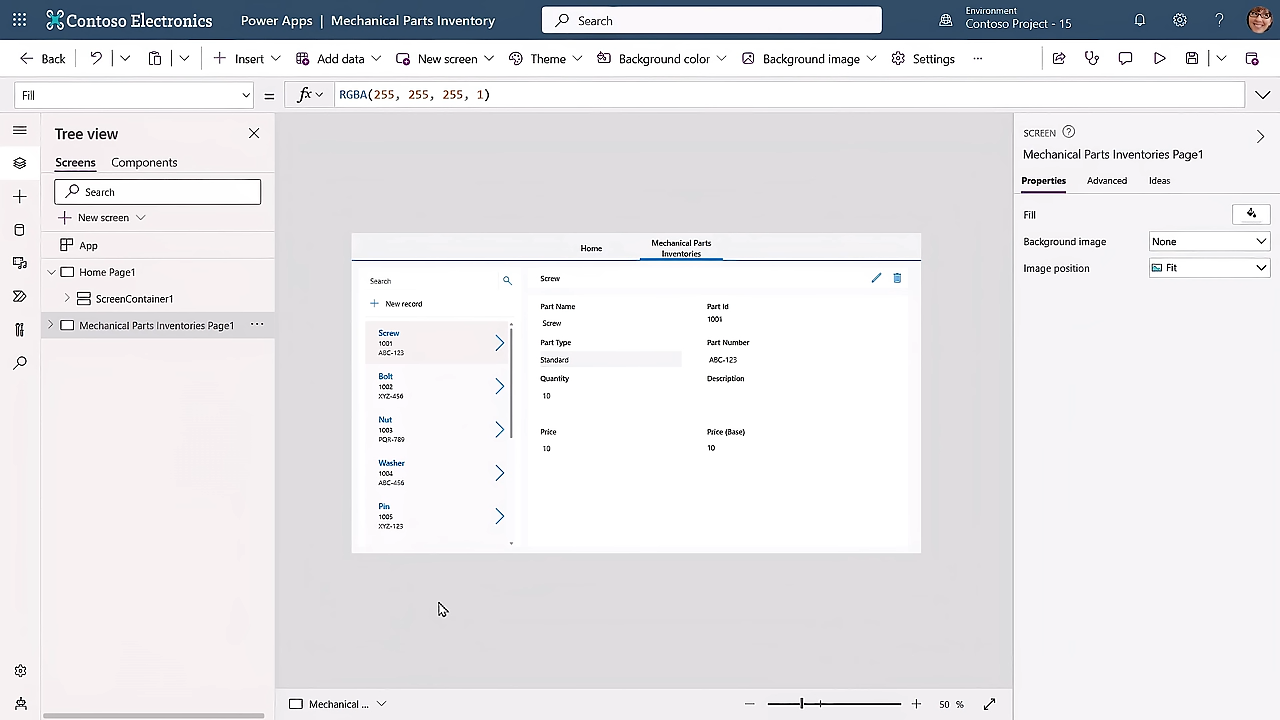 Contoso Electronics
Power Apps | Mechanical Parts Inventory
Search
Environment
Contoso Project - 15
Back
Insert
Add data
New screen
Theme
Background color
Background image
Settings
Fill
=
fx
RGBA(255, 255, 255, 1)
Tree view
Screens
Components
Search
New screen
App
Home Page1
ScreenContainer1
Mechanical Parts Inventories Page1
Home
Mechanical Parts
Inventories
Search
New record
Screw
1001
ABC-123
Bolt
1002
XYZ-456
Nut
1003
PQR-789
Washer
1004
ABC-456
Pin
1005
XYZ-123
Screw
Part Name
Screw
Part Id
1001
Part Type
Standard
Part Number
ABC-123
Quantity
10
Description
Price
10
Price (Base)
10
SCREEN
Mechanical Parts Inventories Page1
Properties
Advanced
Ideas
Fill
Background image
None
Image position
Fit
Mechanical ...
50 %